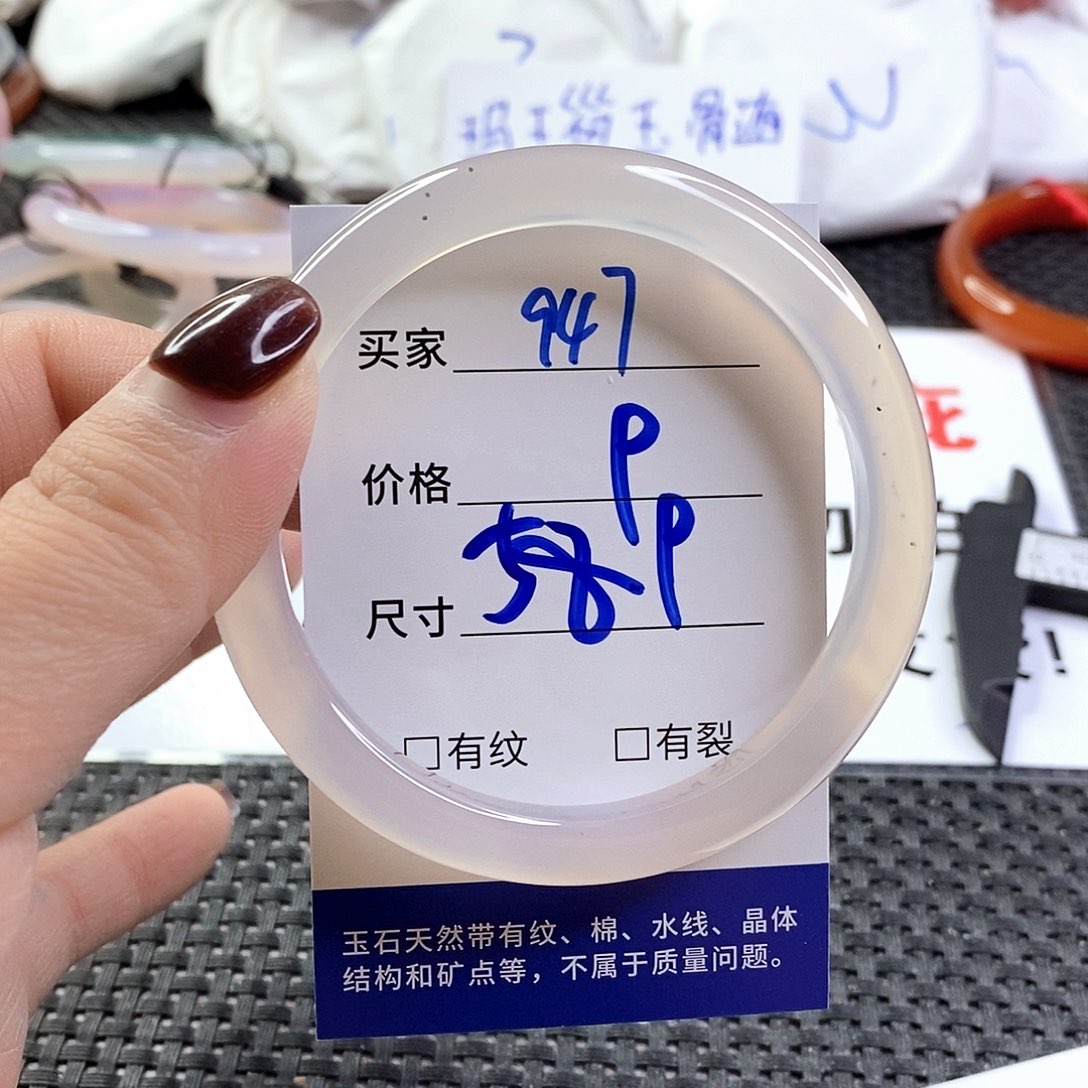 玛瑙玉骨髓
买家 947
价格 P
尺寸 58 P
□有纹 □有裂
玉石天然带有纹、棉、水线、晶体
结构和矿点等，不属于质量问题。